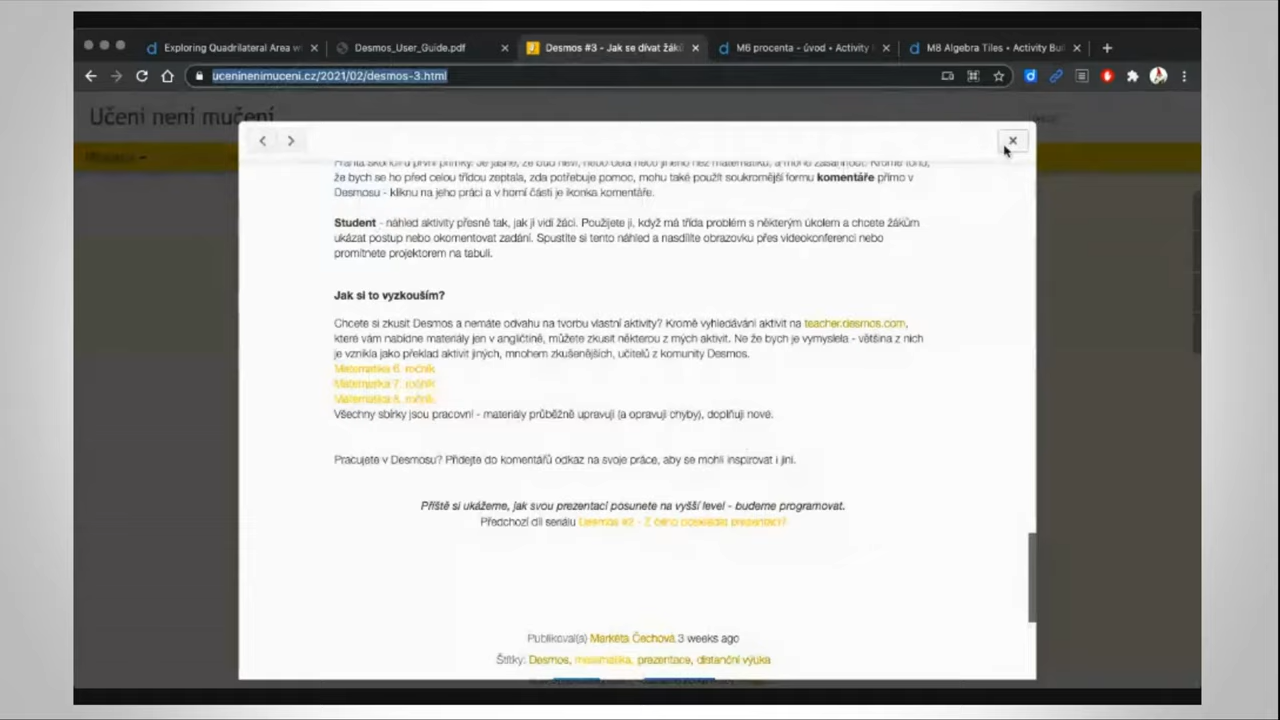 Exploring Quadrilateral Area w
Desmos_User_Guide.pdf
Desmos #3 - Jak se dívat žáků
M6 procenta - úvod • Activity
M8 Algebra Tiles • Activity Bui
uceninenimuceni.cz/2021/02/desmos-3.html
Učení není mučení
že bych se ho před celou třídou zeptala, zda potřebuje pomoc, mohu také použít soukromější formu komentáře přímo v
Desmosu - kliknu na jeho práci a v horní části je ikonka komentáře.
Student - náhled aktivity přesně tak, jak ji vidí žáci. Použijete ji, když má třída problém s některým úkolem a chcete žákům
ukázat postup nebo okomentovat zadání. Spustíte si tento náhled a nasdílíte obrazovku přes videokonferenci nebo
promítnete projektorem na tabuli.
Jak si to vyzkouším?
Chcete si zkusit Desmos a nemáte odvahu na tvorbu vlastní aktivity? Kromě vyhledávání aktivit na teacher.desmos.com,
které vám nabídne materiály jen v angličtině, můžete zkusit některou z mých aktivit. Ne že bych je vymyslela - většina z nich
je vznikla jako překlad aktivit jiných, mnohem zkušenějších, učitelů z komunity Desmos.
Matematika 6. ročník
Matematika 7. ročník
Matematika 8. ročník
Všechny sbírky jsou pracovní - materiály průběžně upravuji (a opravuji chyby), doplňuji nové.
Pracujete v Desmosu? Přidejte do komentářů odkaz na svoje práce, aby se mohli inspirovat i jiní.
Příště si ukážeme, jak svou prezentací posunete na vyšší level - budeme programovat.
Předchozí díl seriálu Desmos #2 - Z čeho poskládat prezentaci?
Publikoval(a) Markéta Čechová 3 weeks ago
Štítky: Desmos, matematika, prezentace, distanční výuka